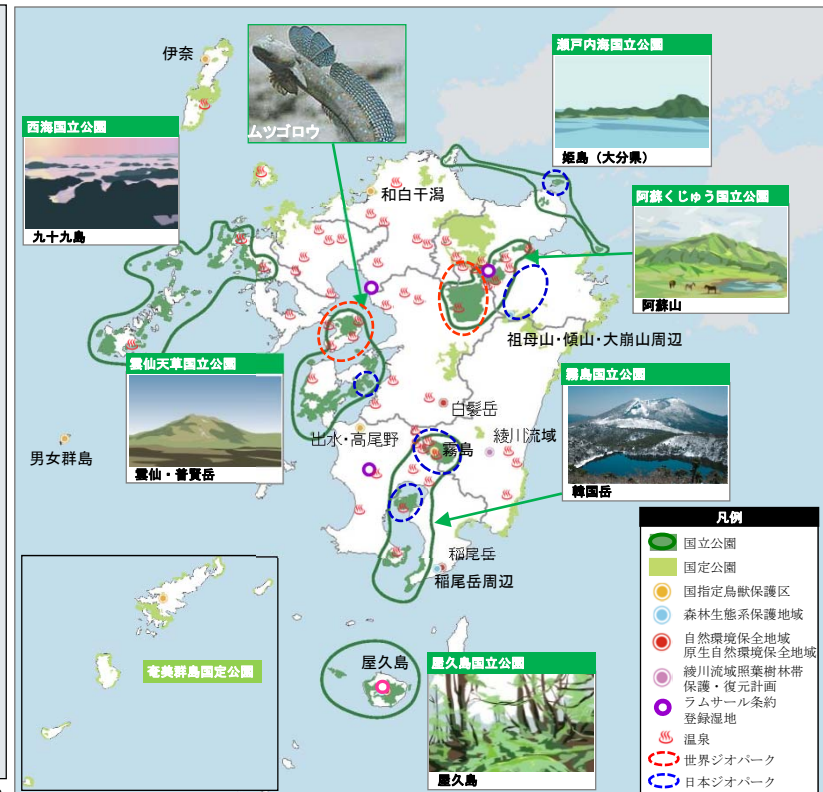 伊奈
ムツゴロウ
瀬戸内海国立公園
姫島（大分県）
西海国立公園
九十九島
和白干潟
阿蘇くじゅう国立公園
阿蘇山
祖母山・傾山・大崩山周辺
雲仙天草国立公園
雲仙・普賢岳
霧島国立公園
韓国岳
白髪岳
出水・高尾野
霧島
綾川流域
男女群島
稲尾岳
稲尾岳周辺
奄美群島国定公園
屋久島
屋久島国立公園
屋久島
凡例
国立公園
国定公園
国指定鳥獣保護区
森林生態系保護地域
自然環境保全地域
原生自然環境保全地域
綾川流域照葉樹林帯
保護・復元計画
ラムサール条約
登録湿地
温泉
世界ジオパーク
日本ジオパーク